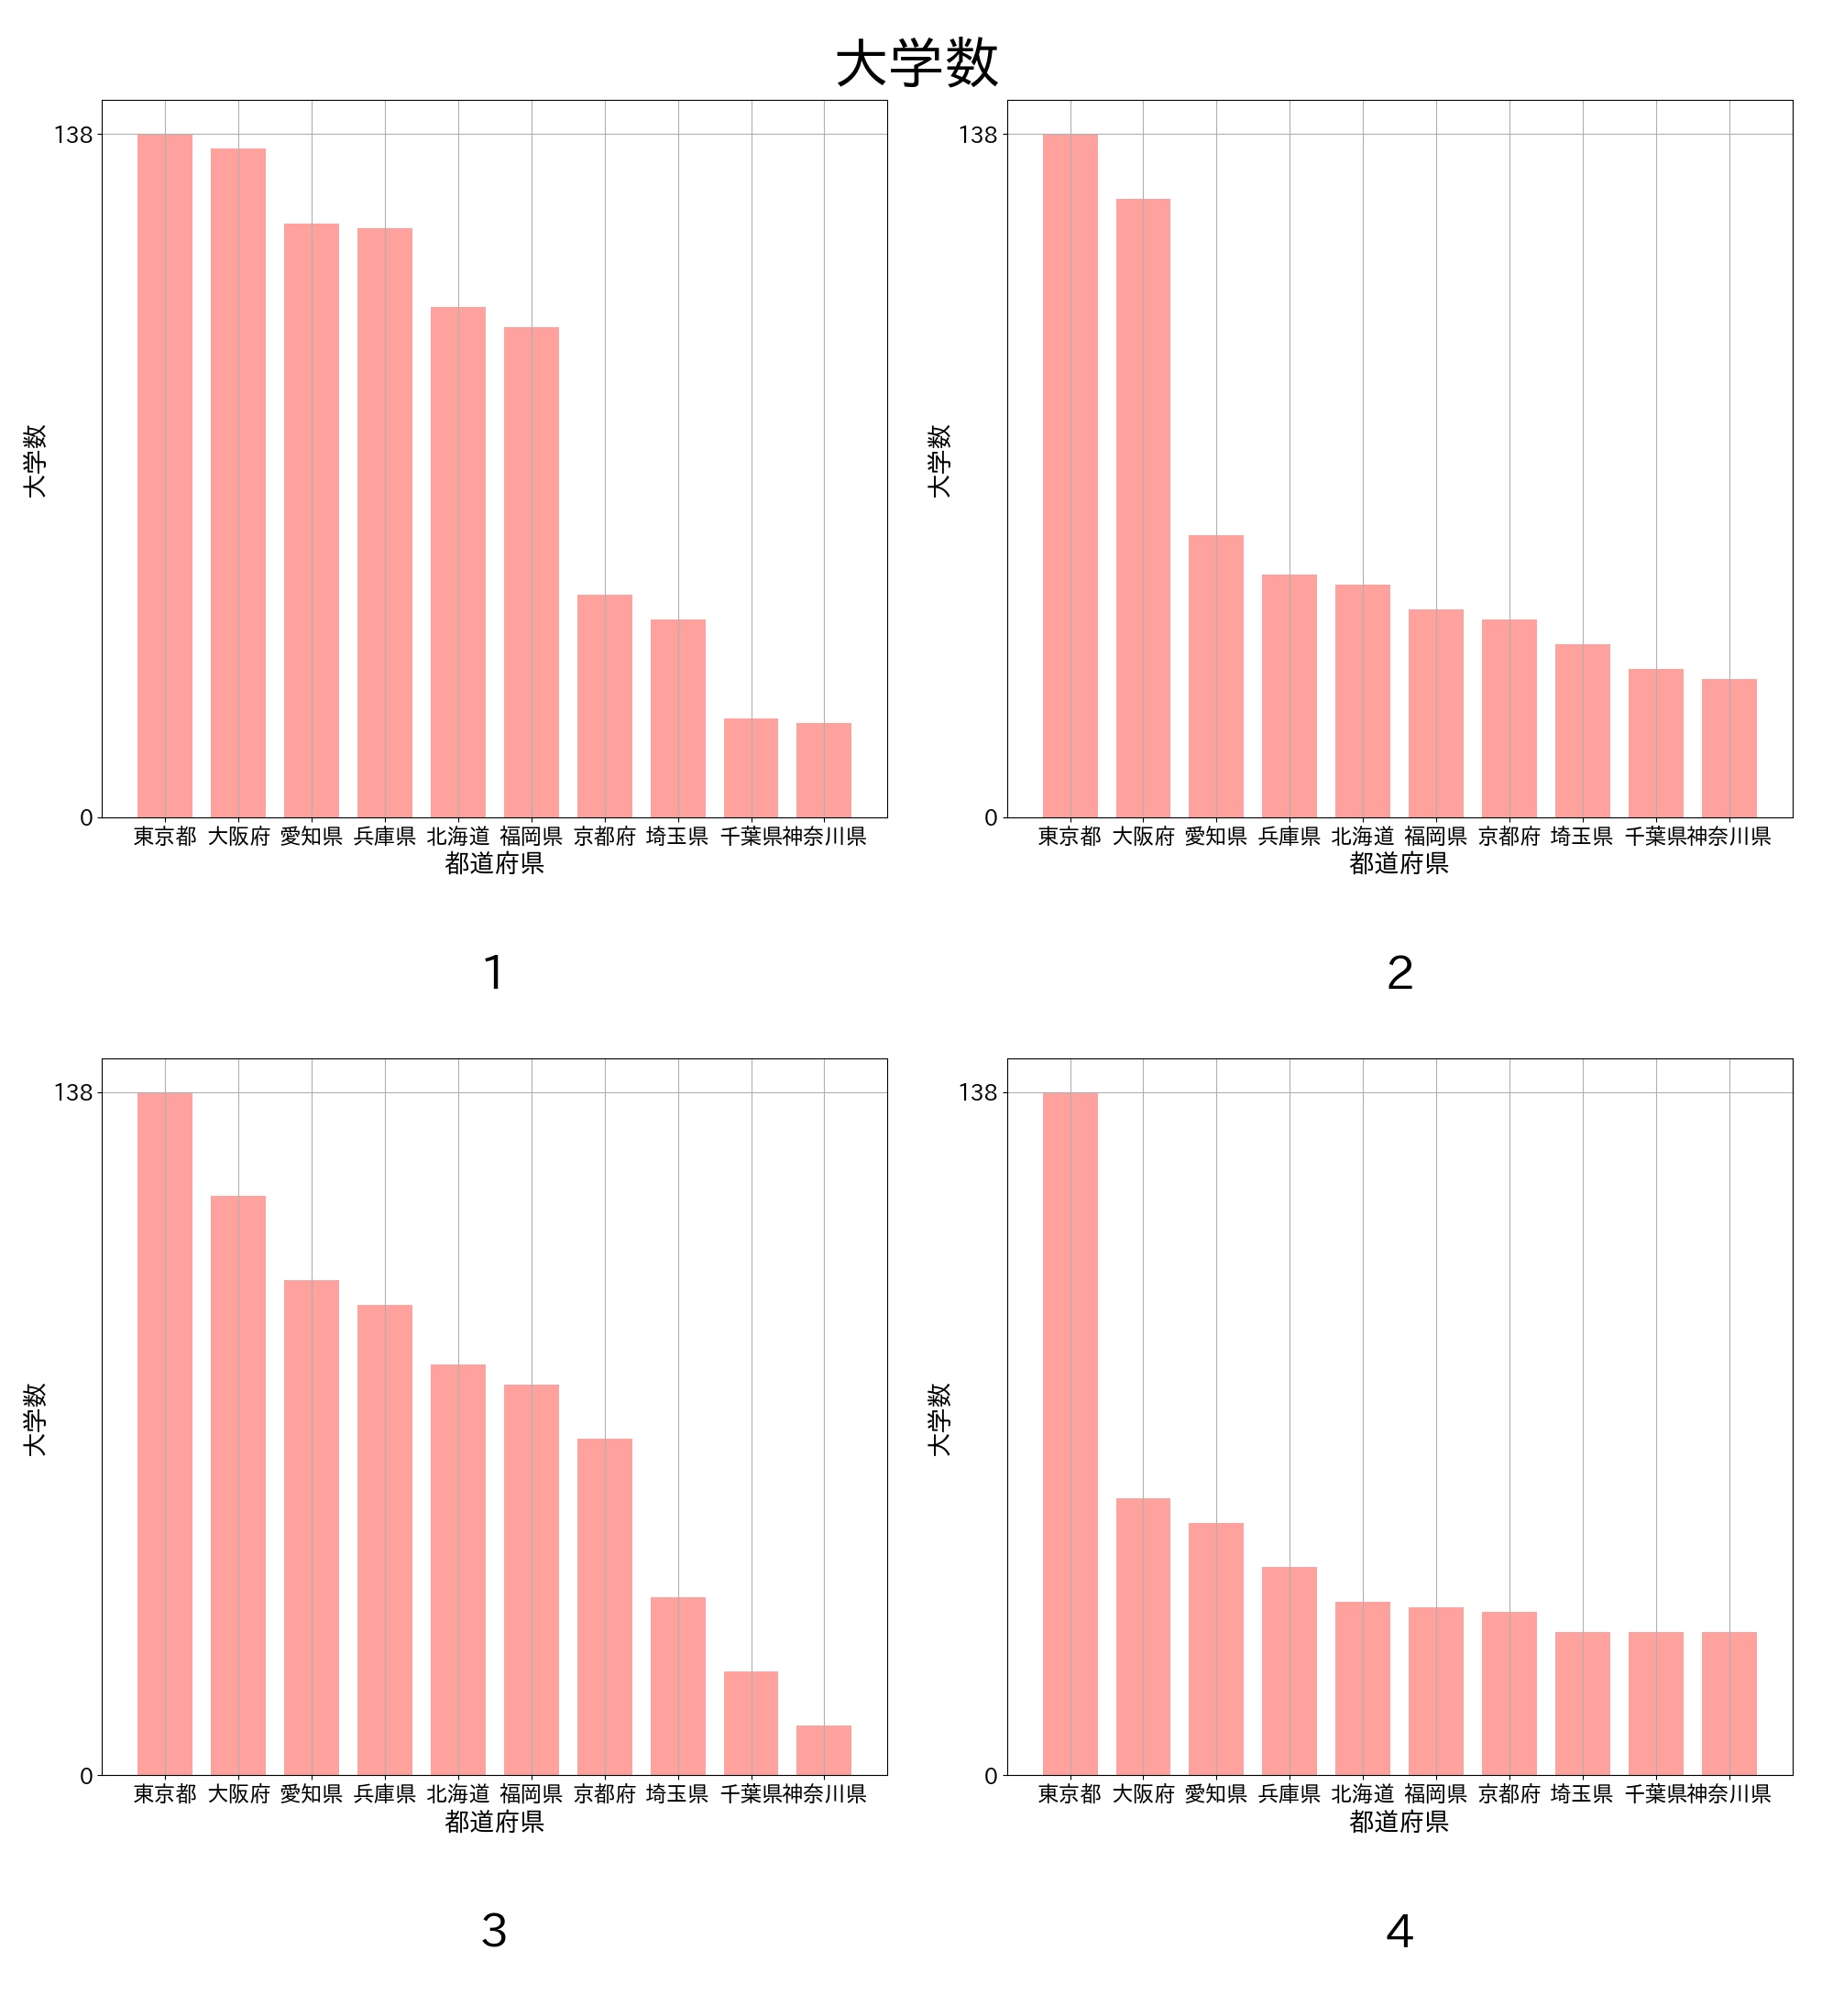 大学数
138
0
大学数
東京都 大阪府 愛知県 兵庫県 北海道 福岡県 京都府 埼玉県 千葉県 神奈川県
都道府県
1
138
0
大学数
東京都 大阪府 愛知県 兵庫県 北海道 福岡県 京都府 埼玉県 千葉県 神奈川県
都道府県
2
138
0
大学数
東京都 大阪府 愛知県 兵庫県 北海道 福岡県 京都府 埼玉県 千葉県 神奈川県
都道府県
3
138
0
大学数
東京都 大阪府 愛知県 兵庫県 北海道 福岡県 京都府 埼玉県 千葉県 神奈川県
都道府県
4